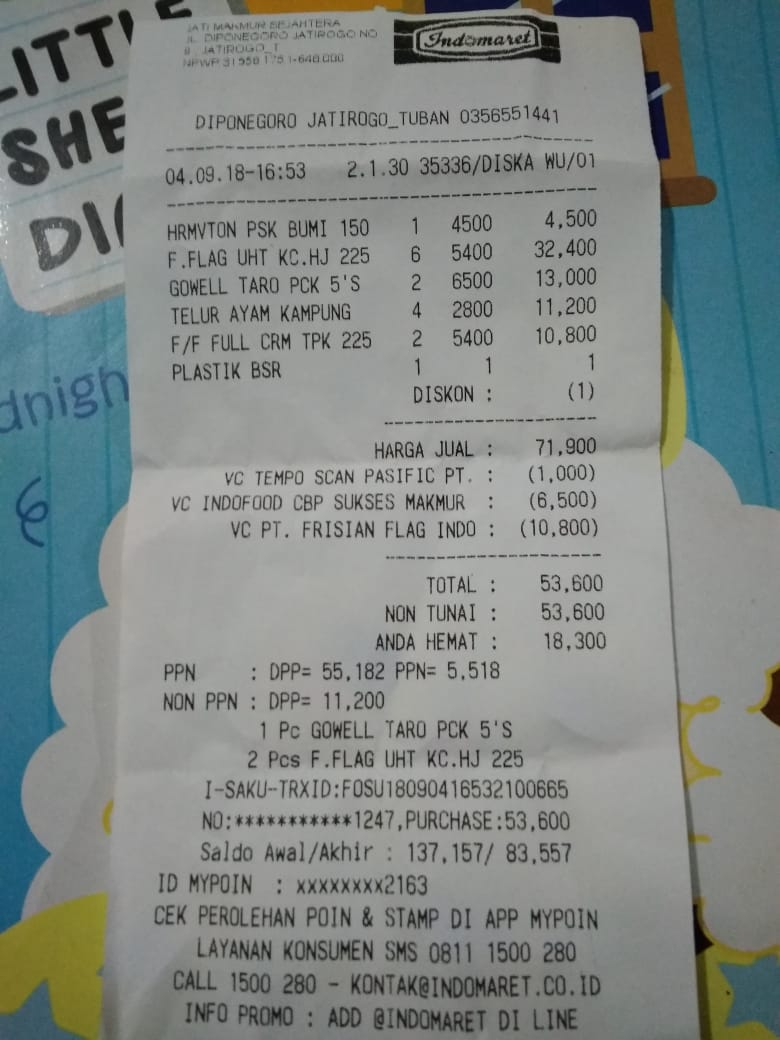 JATI MAKMUR SEJAHTERA
JL. DIPONEGORO JATIROGO NO
JATIROGO_T
NPWP
Indomaret
DIPONEGORO JATIROGO_TUBAN 0356551441
04.09.18-16:53 2.1.30 35336/DISKA WU/01
HRMVTON PSK BUMI 150 1 4500 4,500
F.FLAG UHT KC.HJ 225 6 5400 32,400
GOWELL TARO PCK 5'S 2 6500 13,000
TELUR AYAM KAMPUNG 4 2800 11,200
F/F FULL CRM TPK 225 2 5400 10,800
PLASTIK BSR 1 1 1
DISKON : (1)
HARGA JUAL : 71,900
VC TEMPO SCAN PASIFIC PT. : (1,000)
VC INDOFOOD CBP SUKSES MAKMUR : (6,500)
VC PT. FRISIAN FLAG INDO : (10,800)
TOTAL : 53,600
NON TUNAI : 53,600
ANDA HEMAT : 18,300
PPN : DPP= 55,182 PPN= 5,518
NON PPN : DPP= 11,200
1 Pc GOWELL TARO PCK 5'S
2 Pcs F.FLAG UHT KC.HJ 225
I-SAKU-TRXID:FOSU18090416532100665
NO:***********1247,PURCHASE:53,600
Saldo Awal/Akhir : 137,157/ 83,557
ID MYPOIN : xxxxxxxx2163
CEK PEROLEHAN POIN & STAMP DI APP MYPOIN
LAYANAN KONSUMEN SMS 0811 1500 280
CALL 1500 280 - KONTAK@INDOMARET.CO.ID
INFO PROMO : ADD @INDOMARET DI LINE
LITTLE
SHE
DI
dnigh